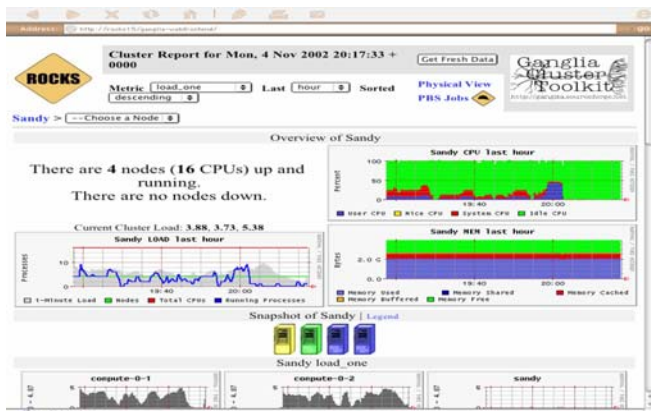 Address:
http://rocks15/ganglia-webfrontend/
go
ROCKS
Cluster Report for Mon, 4 Nov 2002 20:17:33 +
0000
Get Fresh Data
Metric load_one Last hour Sorted
descending
Physical View
PBS Jobs
Ganglia
Cluster
Toolkit
Sandy > --Choose a Node
Overview of Sandy
There are 4 nodes (16 CPUs) up and
running.
There are no nodes down.
Current Cluster Load: 3.88, 3.73, 5.38
Sandy LOAD last hour
Processes
10
0
19:40 20:00
1-Minute Load Nodes Total CPUs Running Processes
Sandy CPU last hour
Percent
100
50
0
19:40 20:00
User CPU Nice CPU System CPU Idle CPU
Sandy MEM last hour
Bytes
2.0 G
0.0
19:40 20:00
Memory Used Memory Shared Memory Cached
Memory Buffered Memory Free
Snapshot of Sandy | Legend
Sandy load_one
compute-0-1
compute-0-2
sandy